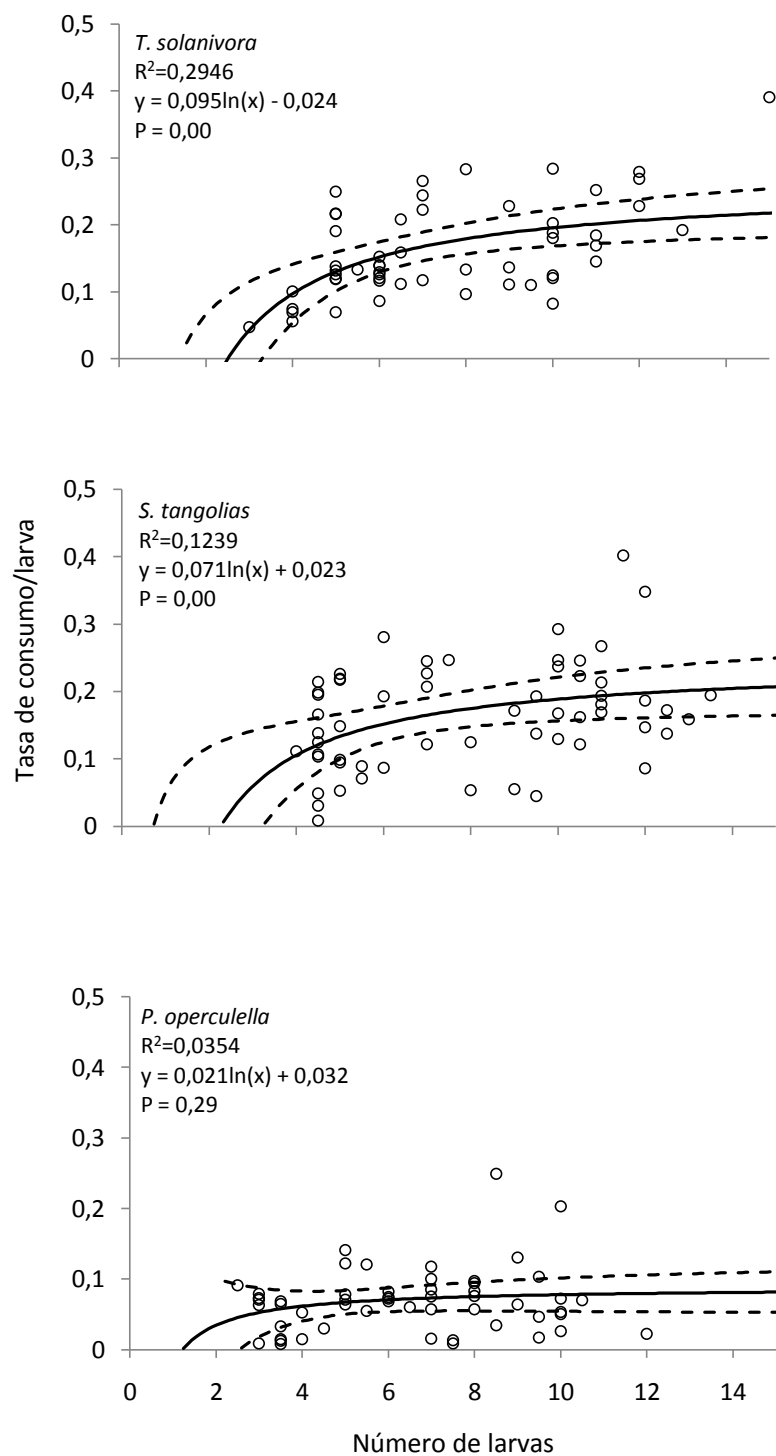 0,5
T. solanivora
R²=0,2946
0,4
y = 0,095ln(x) - 0,024
P = 0,00
0,3
0,2
0,1
0
0,5
S. tangolias
R²=0,1239
0,4
y = 0,071ln(x) + 0,023
P = 0,00
0,3
0,2
0,1
0
Tasa de consumo/larva
0,5
P. operculella
R²=0,0354
y = 0,021ln(x) + 0,032
0,4
P = 0,29
0,3
0,2
0,1
0
0 2 4 6 8 10 12 14
Número de larvas